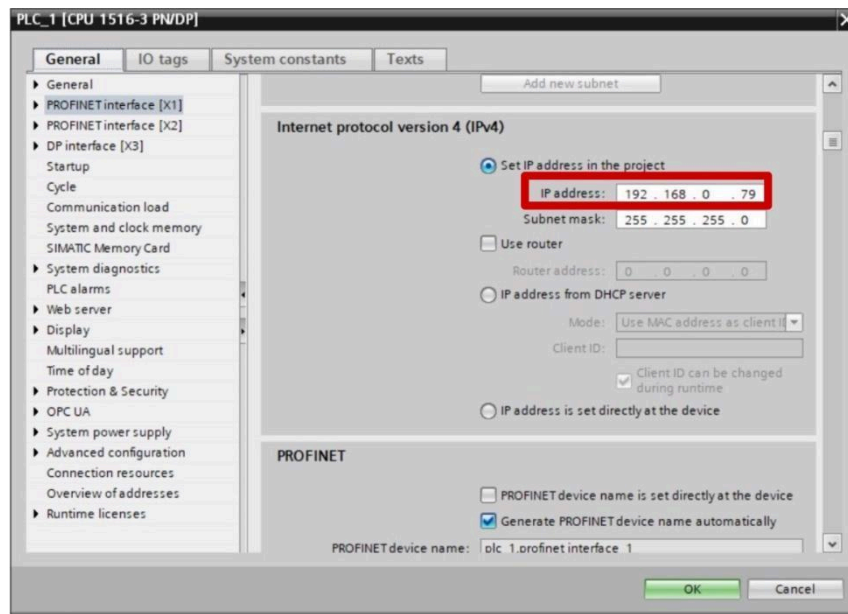 PLC_1 [CPU 1516-3 PN/DP]
General IO tags System constants Texts
General
PROFINET interface [X1]
PROFINET interface [X2]
DP interface [X3]
Startup
Cycle
Communication load
System and clock memory
SIMATIC Memory Card
System diagnostics
PLC alarms
Web server
Display
Multilingual support
Time of day
Protection & Security
OPC UA
System power supply
Advanced configuration
Connection resources
Overview of addresses
Runtime licenses
Add new subnet
Internet protocol version 4 (IPv4)
Set IP address in the project
IP address: 192 . 168 . 0 . 79
Subnet mask: 255 . 255 . 255 . 0
Use router
Router address: 0 . 0 . 0 . 0
IP address from DHCP server
Mode: Use MAC address as client
Client ID:
Client ID can be changed
during runtime
IP address is set directly at the device
PROFINET
PROFINET device name is set directly at the device
Generate PROFINET device name automatically
PROFINET device name: plc_1.profinet interface_1
OK Cancel